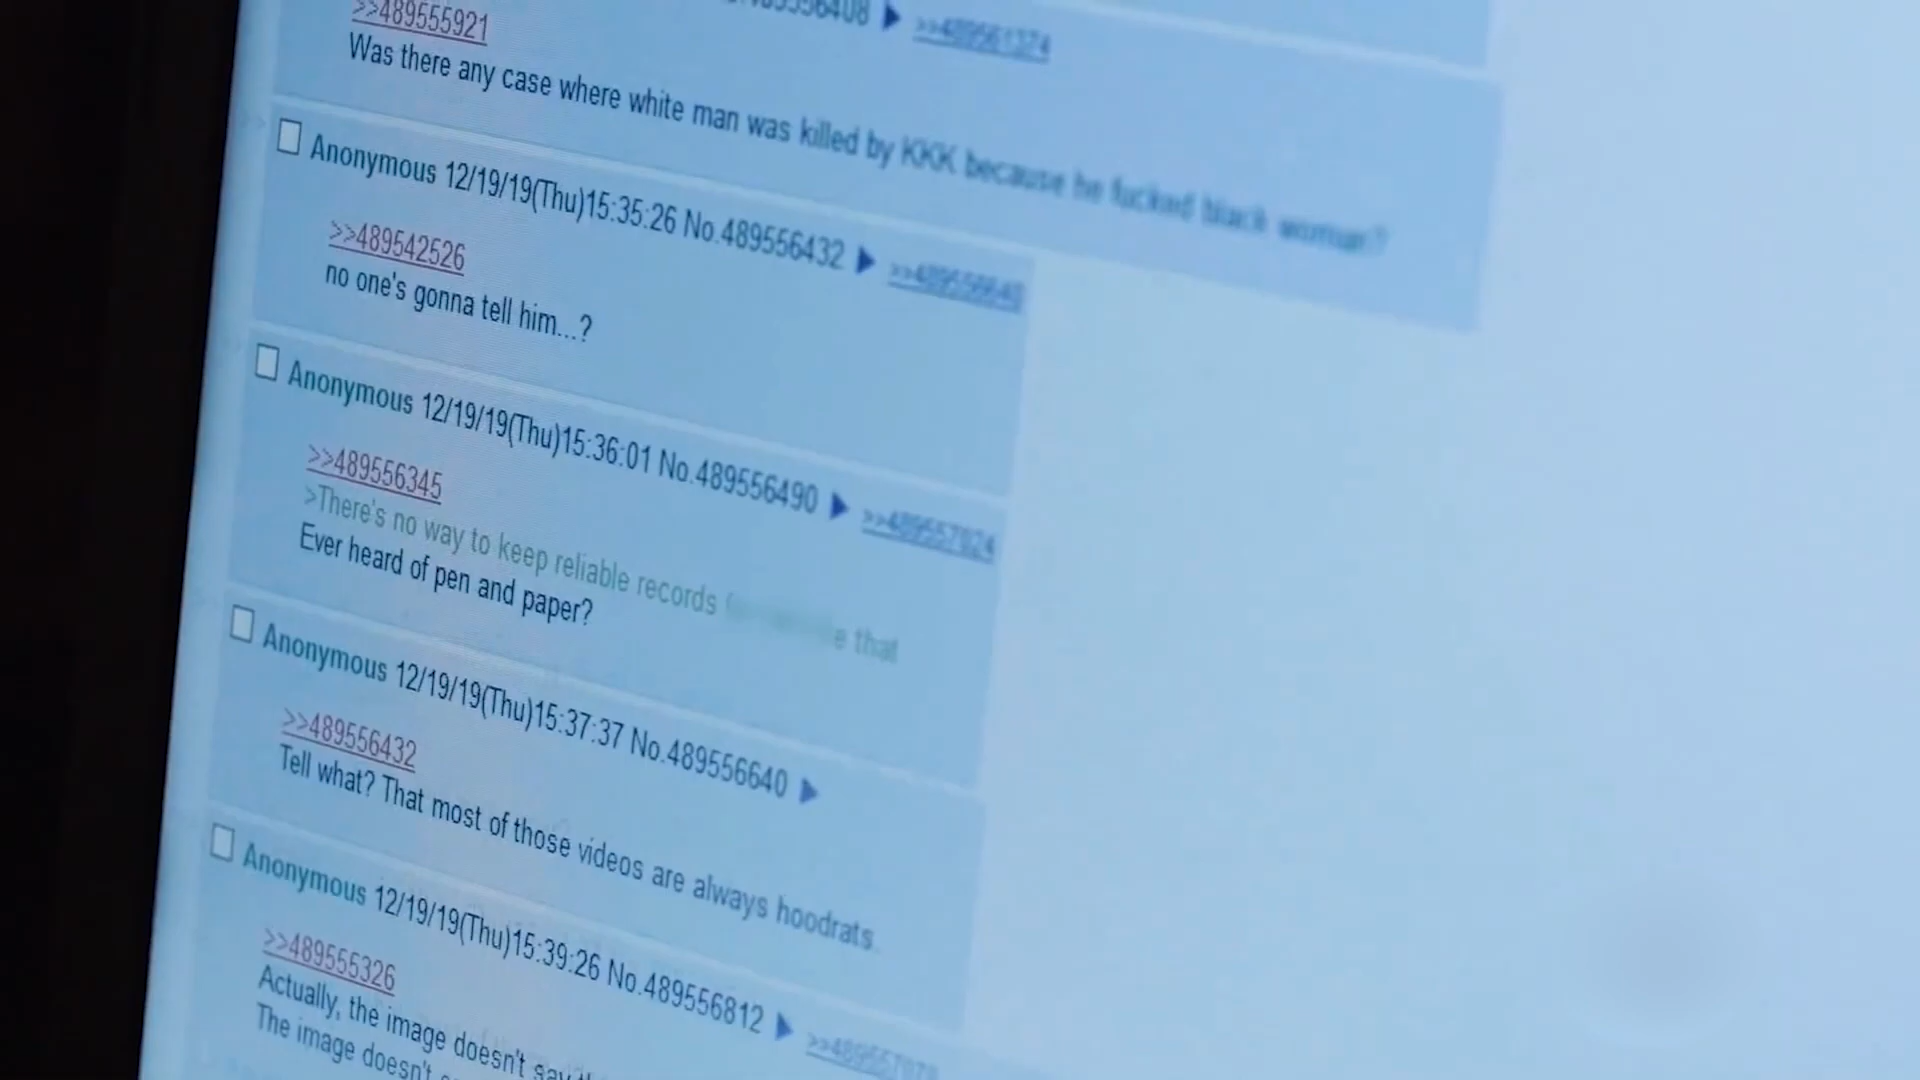 >>489555921
>>489561374
Was there any case where white man was killed by KKK because he fucked black woman?
Anonymous 12/19/19(Thu)15:35:26 No.489556432 ▶ >>489556640
>>489542526
no one's gonna tell him...?
Anonymous 12/19/19(Thu)15:36:01 No.489556490 ▶ >>489557024
>>489556345
>There's no way to keep reliable records that
Ever heard of pen and paper?
Anonymous 12/19/19(Thu)15:37:37 No.489556640 ▶
>>489556432
Tell what? That most of those videos are always hoodrats.
Anonymous 12/19/19(Thu)15:39:26 No.489556812 ▶
>>489555326
Actually, the image doesn't say
The image doesn't